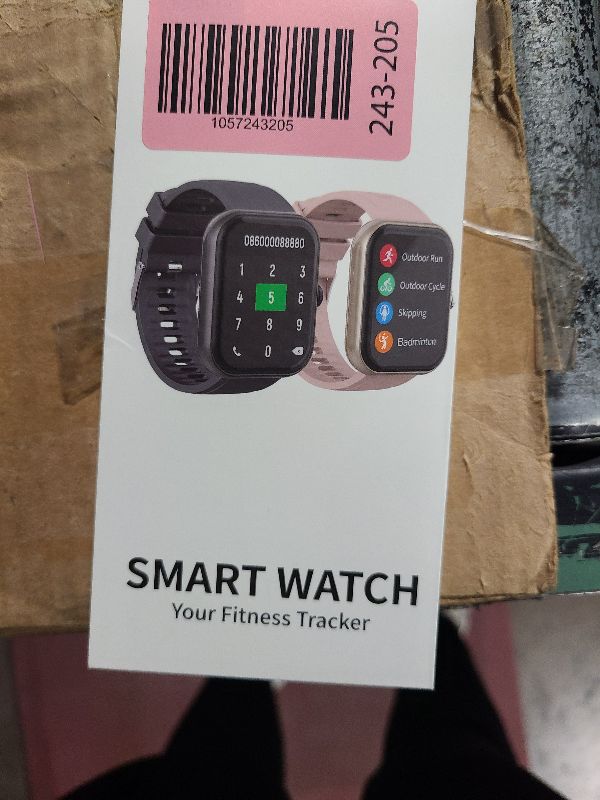 1057243205
243-205
086000088880
1 2 3
4 5 6
7 8 9
0
Outdoor Run
Outdoor Cycle
Skipping
Badminton
SMART WATCH
Your Fitness Tracker